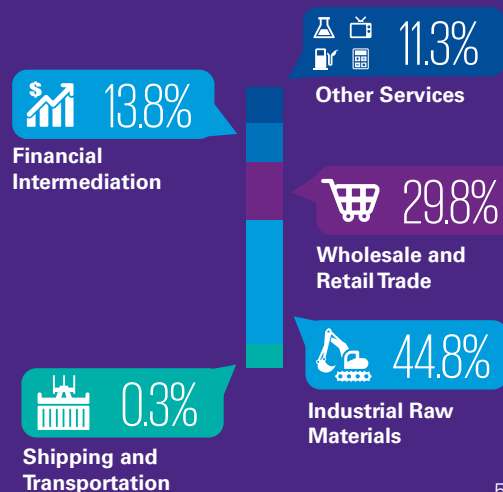 11.3%
Other Services
$
13.8%
Financial
Intermediation
29.8%
Wholesale and
Retail Trade
44.8%
Industrial Raw
Materials
0.3%
Shipping and
Transportation